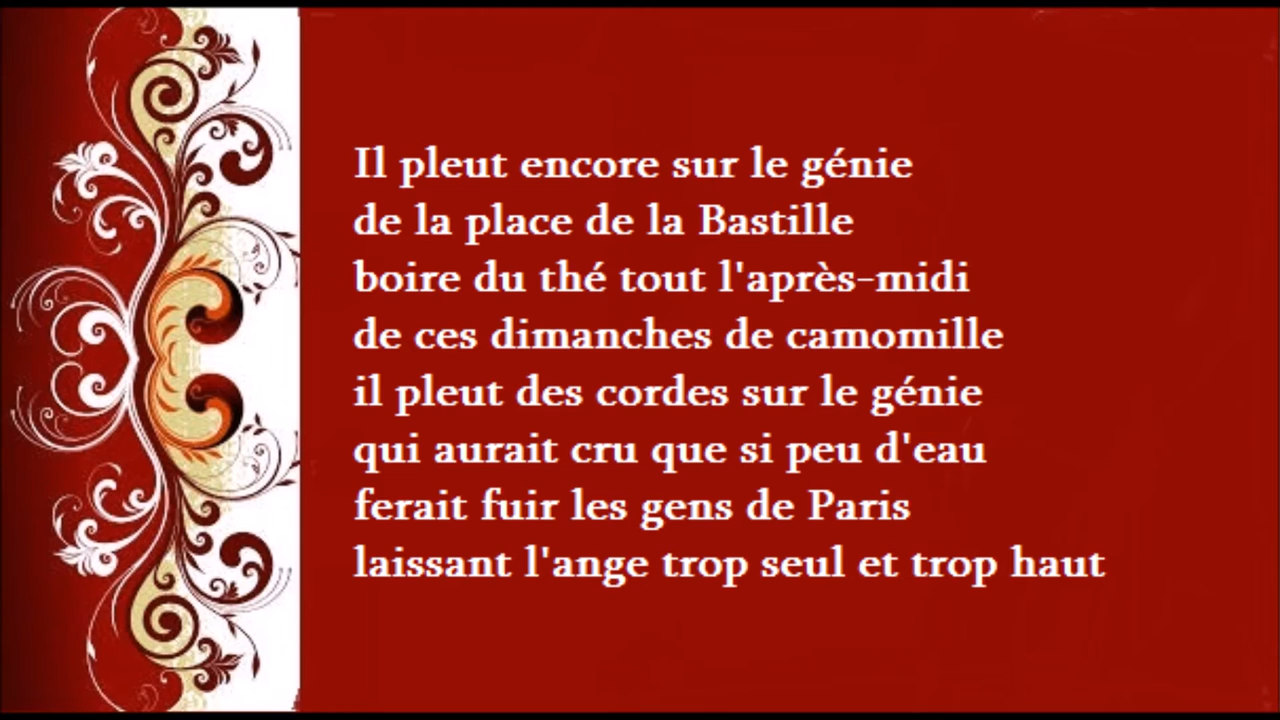 Il pleut encore sur le génie
de la place de la Bastille
boire du thé tout l'après-midi
de ces dimanches de camomille
il pleut des cordes sur le génie
qui aurait cru que si peu d'eau
ferait fuir les gens de Paris
laissant l'ange trop seul et trop haut